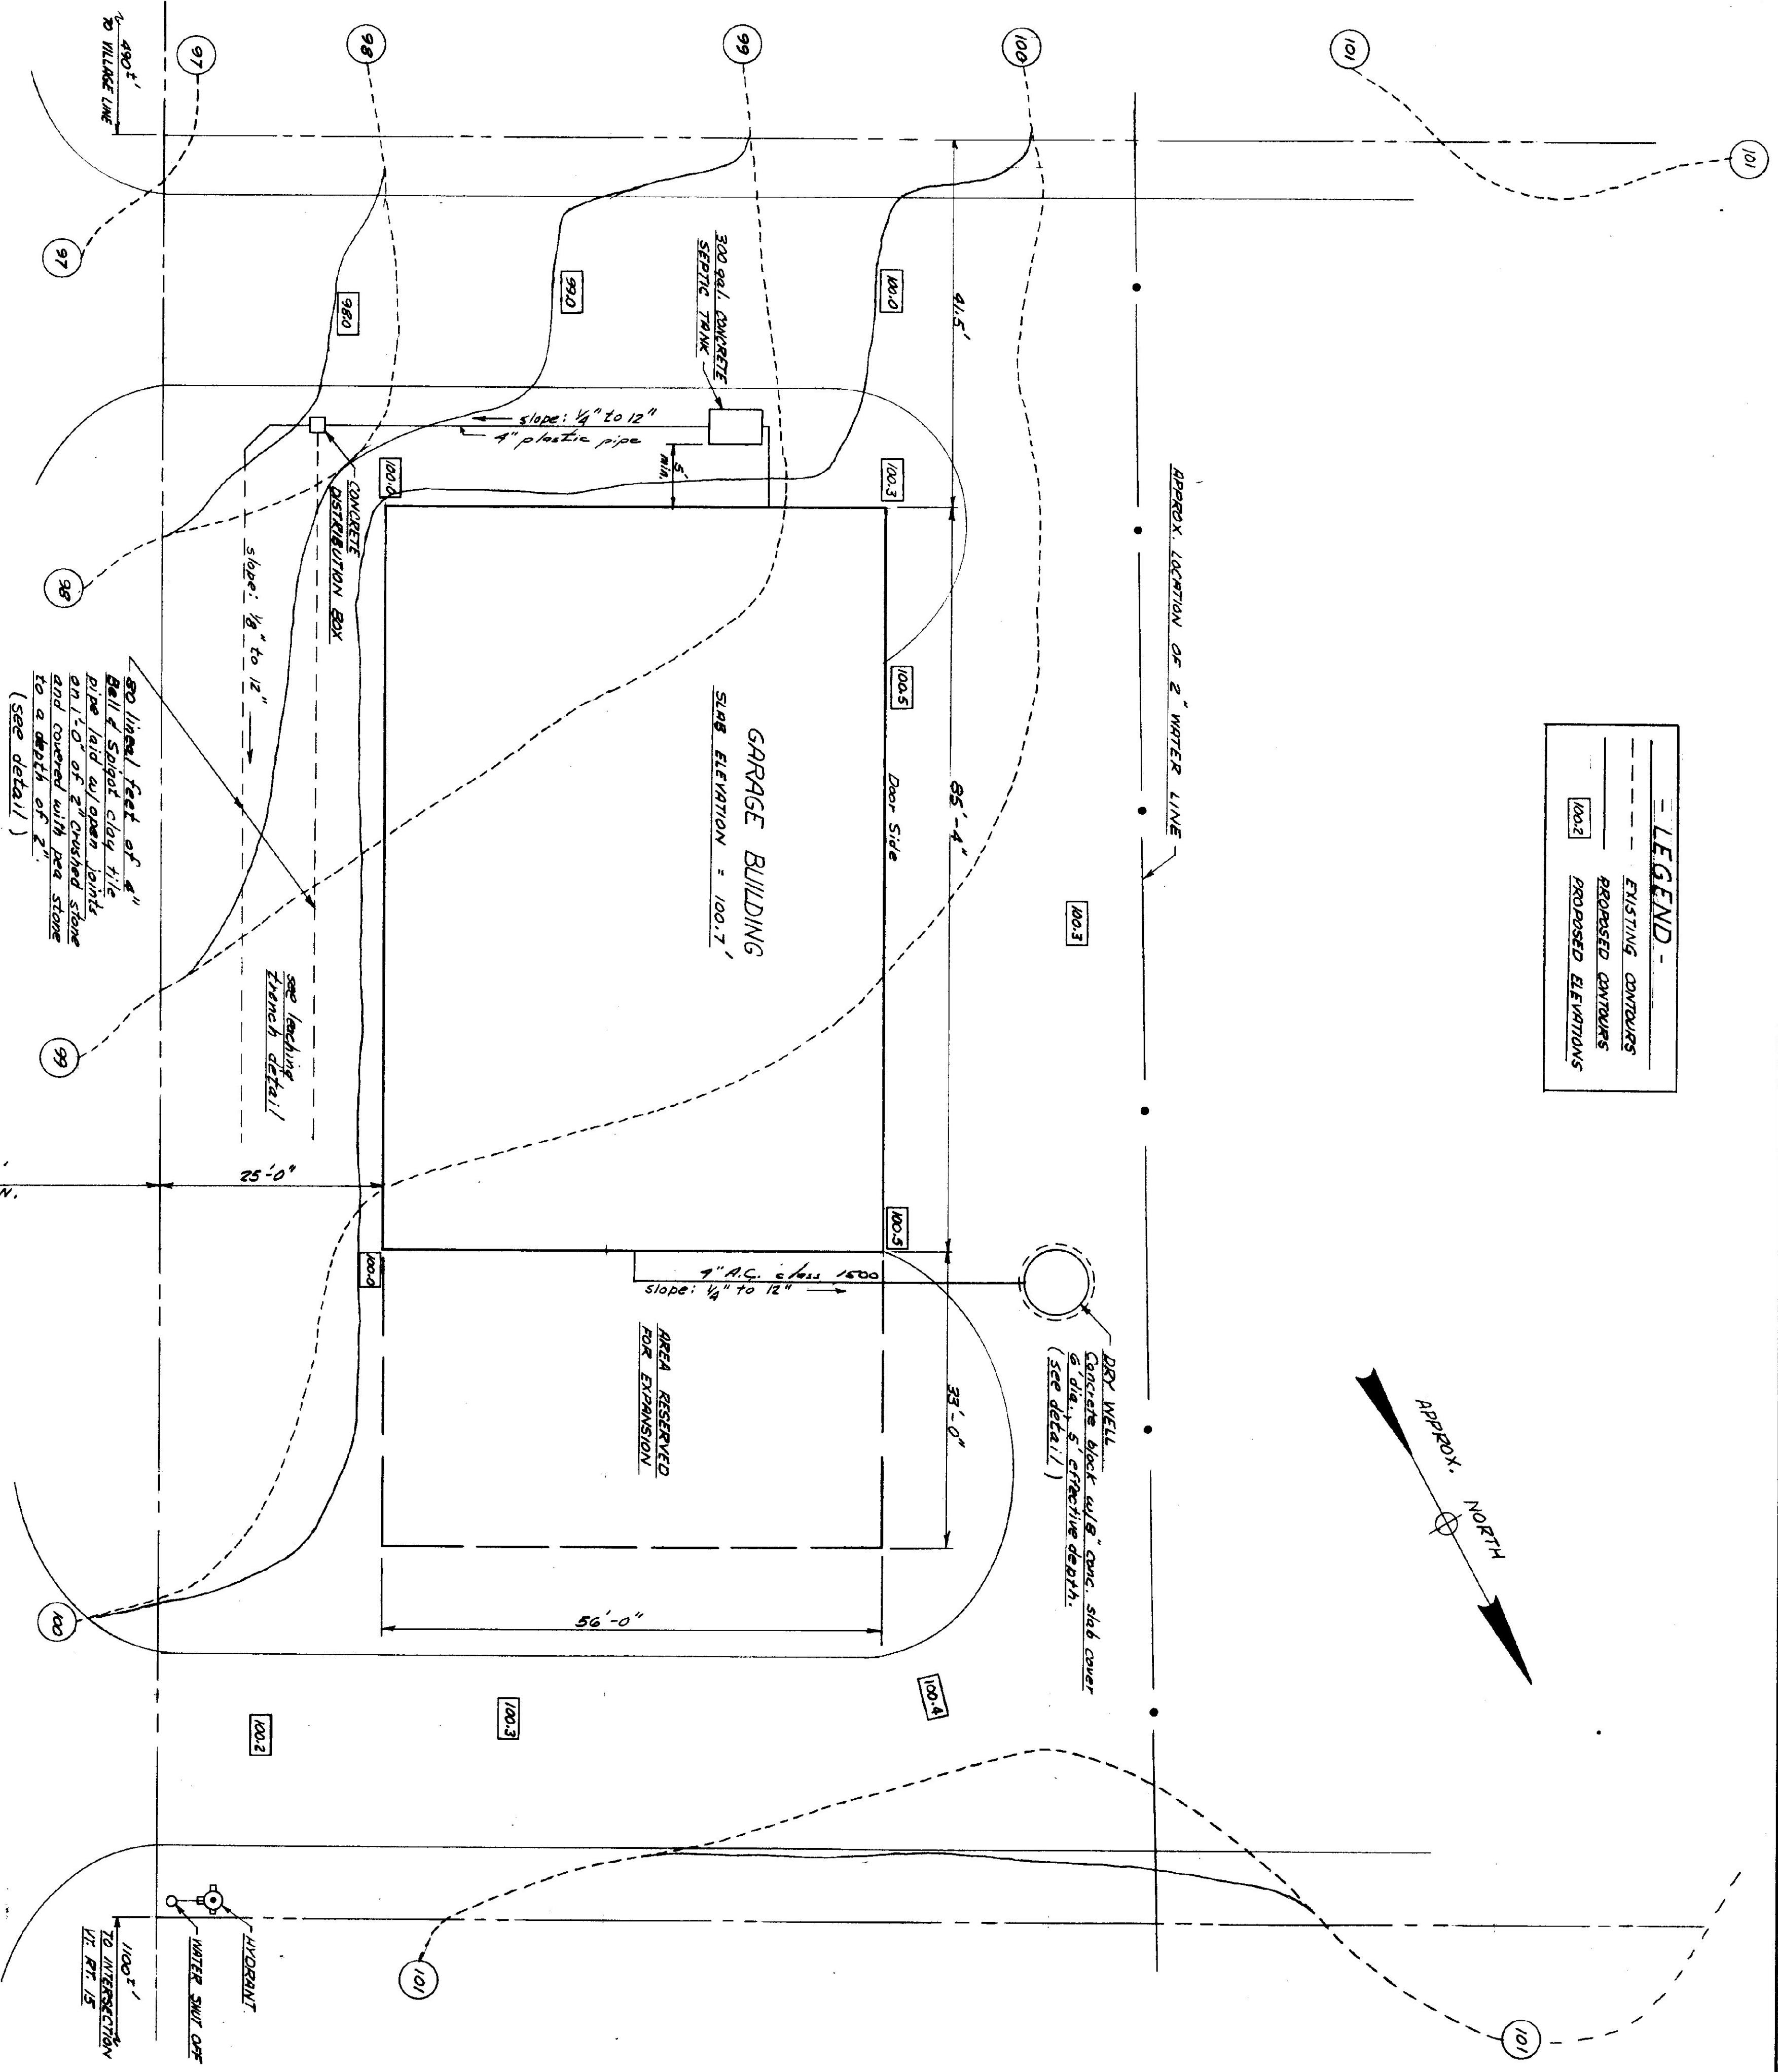 - LEGEND -
EXISTING CONTOURS
PROPOSED CONTOURS
100.2 PROPOSED ELEVATIONS
APPROX. NORTH
101
101
100
99
98
97
97
490±'
TO VILLAGE LINE
APPROX. LOCATION OF 2" WATER LINE
41.5'
85'-4"
33'-0"
100.0
99.0
98.0
300 gal. CONCRETE
SEPTIC TANK
slope: 1/4" to 12"
4" plastic pipe
5'
min.
100.3
100.0
CONCRETE
DISTRIBUTION BOX
slope: 1/8" to 12"
98
100.5
Door Side
100.3
GARAGE BUILDING
SLAB ELEVATION = 100.7'
80 lineal feet of 4"
Bell & Spigot clay tile
pipe laid w/open joints
on 1'-0" of 2" crushed stone
and covered with pea stone
to a depth of 2".
(see detail)
see leaching
trench detail
99
25'-0"
N.
100.5
100.0
4" A.C. class 1500
slope: 1/4" to 12"
DRY WELL
Concrete block w/8" conc. slab cover
6' dia., 5' effective depth.
(see detail)
AREA RESERVED
FOR EXPANSION
56'-0"
100
100.4
100.3
100.2
HYDRANT
WATER SHUT OFF
1100±'
TO INTERSECTION
VT. RT. 15
101
101